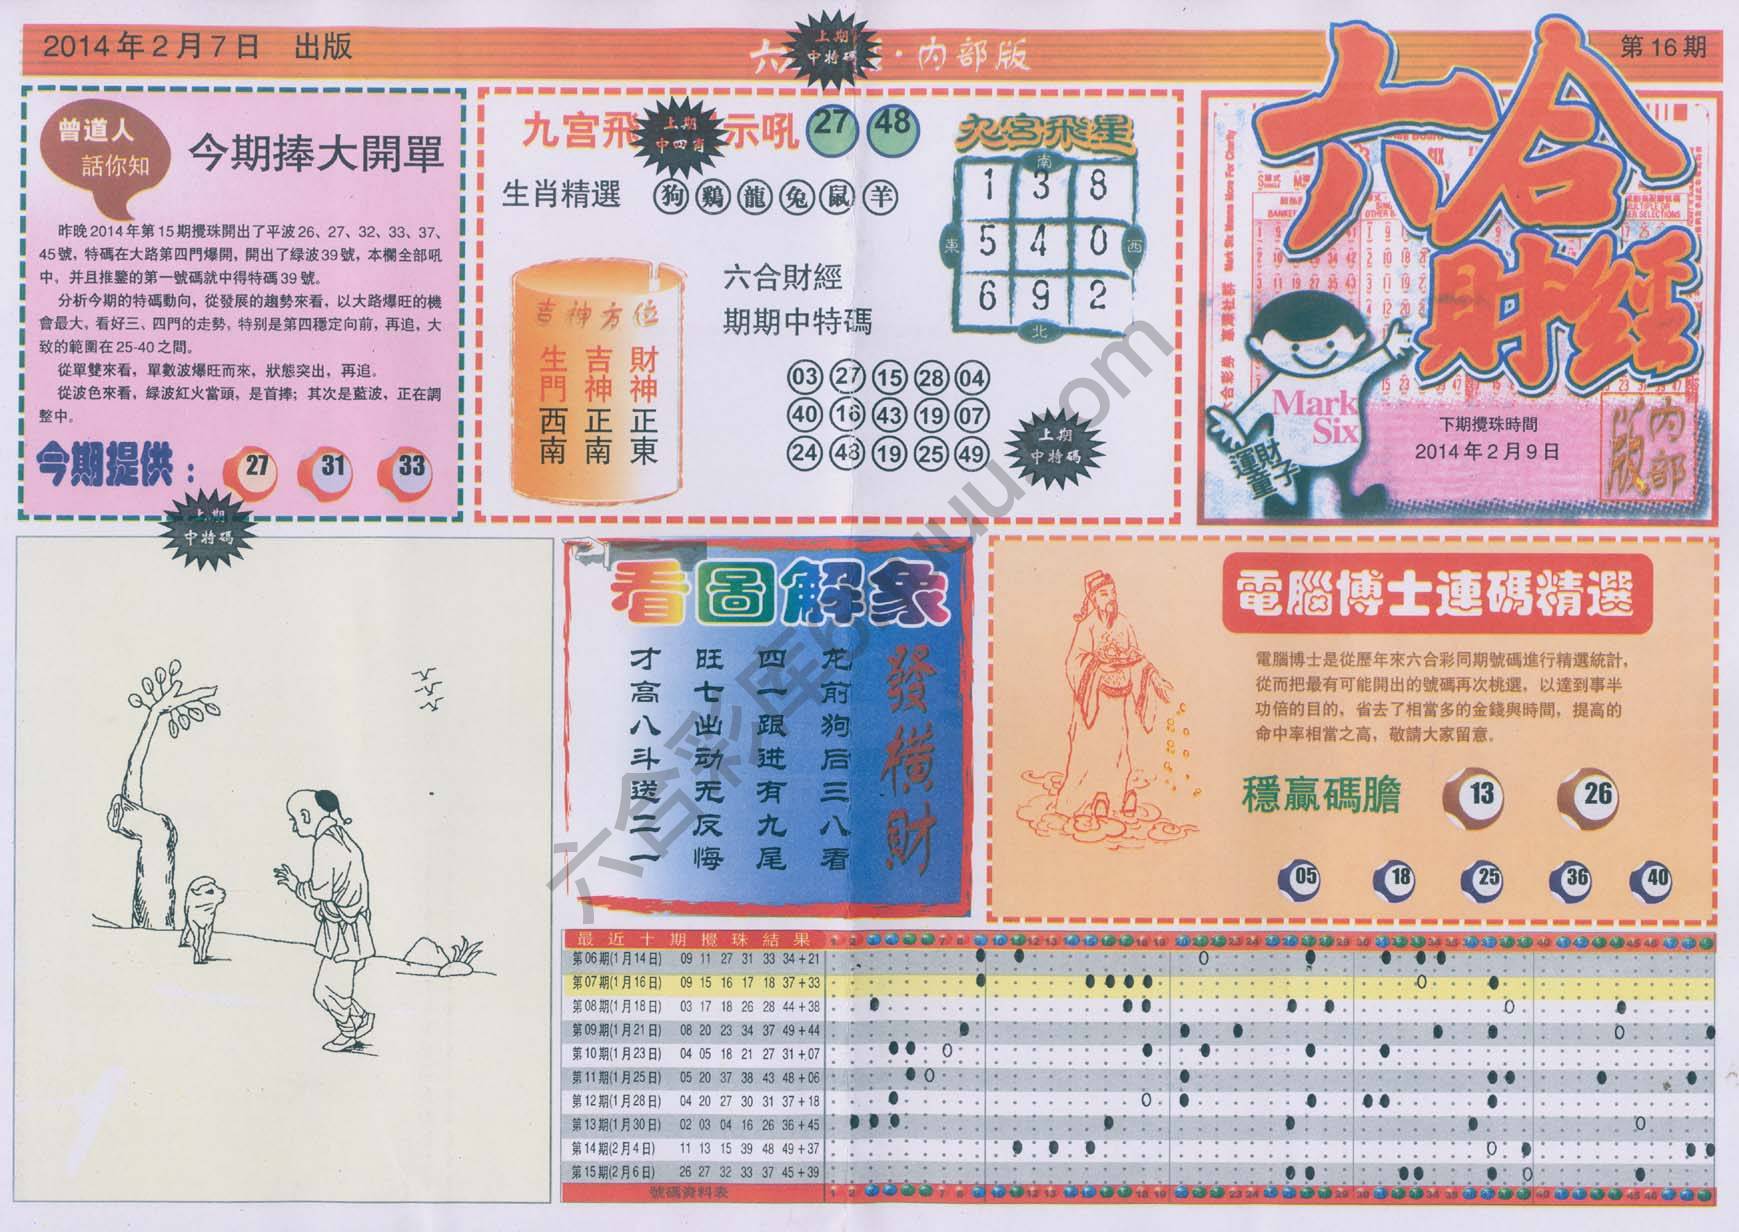 2014年2月7日 出版
六
·内部版
上期
中特碼
第16期
曾道人
話你知
今期捧大開單
昨晚2014年第15期攪珠開出了平波26、27、32、33、37、
45號，特碼在大路第四門爆開，開出了綠波39號，本欄全部吼
中，并且推鑒的第一號碼就中得特碼39號。
分析今期的特碼動向，從發展的趨勢來看，以大路爆旺的機
會最大，看好三、四門的走勢，特别是第四穩定向前，再追，大
致的範圍在25-40之間。
從單雙來看，單數波爆旺而來，狀態突出，再追。
從波色來看，綠波紅火當頭，是首捧；其次是藍波，正在調
整中。
今期提供：
27 31 33
上期
中特碼
九宫飛
上期
中四肖
示吼
27 48
生肖精選
狗 鷄 龍 兔 鼠 羊
吉神方位
生門西南
吉神正南
財神正東
六合財經
期期中特碼
九宫飛星
南
東
西
北
1 3 8
5 4 0
6 9 2
03 27 15 28 04
40 16 43 19 07
24 48 19 25 49
上期
中特碼
六合
財經
Mark
Six
運財
童子
下期攪珠時間
2014年2月9日
内部
版
看圖解象
發橫財
龙前狗后三八看
四一跟进有九尾
旺七出动无反悔
才高八斗送二一
電腦博士連碼精選
電腦博士是從歷年來六合彩同期號碼進行精選統計，
從而把最有可能開出的號碼再次桃選，以達到事半
功倍的目的，省去了相當多的金錢與時間，提高的
命中率相當之高，敬請大家留意。
穩贏碼膽
13 26
05 18 25 36 40
最近十期攪珠結果
第06期(1月14日) 09 11 27 31 33 34+21
第07期(1月16日) 09 15 16 17 18 37+33
第08期(1月18日) 03 17 18 26 28 44+38
第09期(1月21日) 08 20 23 34 37 49+44
第10期(1月23日) 04 05 18 21 27 31+07
第11期(1月25日) 05 20 37 38 43 48+06
第12期(1月28日) 04 20 27 30 31 37+18
第13期(1月30日) 02 03 04 16 26 36+45
第14期(2月4日) 11 13 15 39 48 49+37
第15期(2月6日) 26 27 32 33 37 45+39
號碼資料表